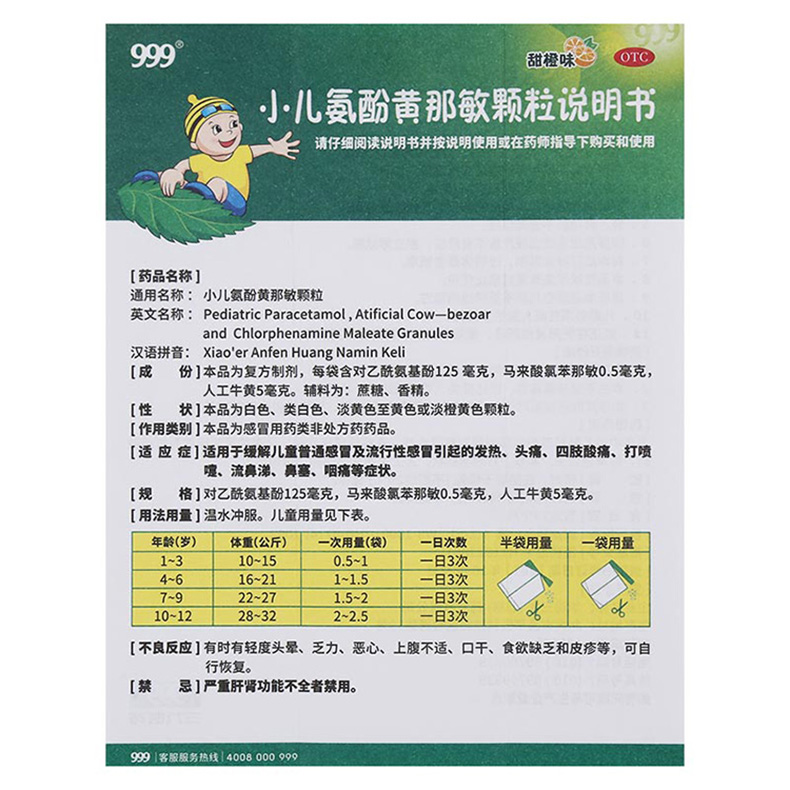 999®
999
甜橙味
OTC
小儿氨酚黄那敏颗粒说明书
请仔细阅读说明书并按说明使用或在药师指导下购买和使用
[药品名称]
通用名称： 小儿氨酚黄那敏颗粒
英文名称： Pediatric Paracetamol , Atificial Cow—bezoar
and Chlorphenamine Maleate Granules
汉语拼音： Xiao'er Anfen Huang Namin Keli
[成 份] 本品为复方制剂，每袋含对乙酰氨基酚125 毫克，马来酸氯苯那敏0.5毫克，
人工牛黄5毫克。辅料为：蔗糖、香精。
[性 状] 本品为白色、类白色、淡黄色至黄色或淡橙黄色颗粒。
[作用类别] 本品为感冒用药类非处方药药品。
[适 应 症] 适用于缓解儿童普通感冒及流行性感冒引起的发热、头痛、四肢酸痛、打喷
嚏、流鼻涕、鼻塞、咽痛等症状。
[规 格] 对乙酰氨基酚125毫克，马来酸氯苯那敏0.5毫克，人工牛黄5毫克。
[用法用量] 温水冲服。儿童用量见下表。
年龄(岁) 体重(公斤) 一次用量(袋) 一日次数 半袋用量 一袋用量
1~3 10~15 0.5~1 一日3次
4~6 16~21 1~1.5 一日3次
7~9 22~27 1.5~2 一日3次
10~12 28~32 2~2.5 一日3次
[不良反应] 有时有轻度头晕、乏力、恶心、上腹不适、口干、食欲缺乏和皮疹等，可自
行恢复。
[禁 忌] 严重肝肾功能不全者禁用。
999 | 客服服务热线 | 4008 000 999